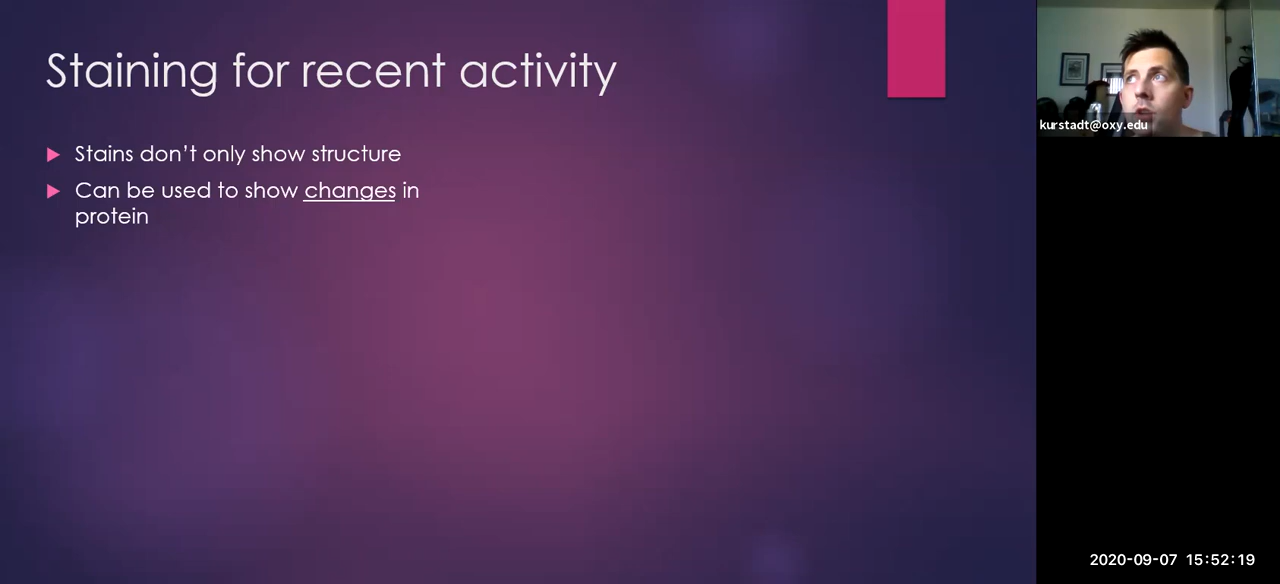 Staining for recent activity
Stains don't only show structure
Can be used to show changes in
protein
kurstadt@oxy.edu
2020-09-07 15:52:19